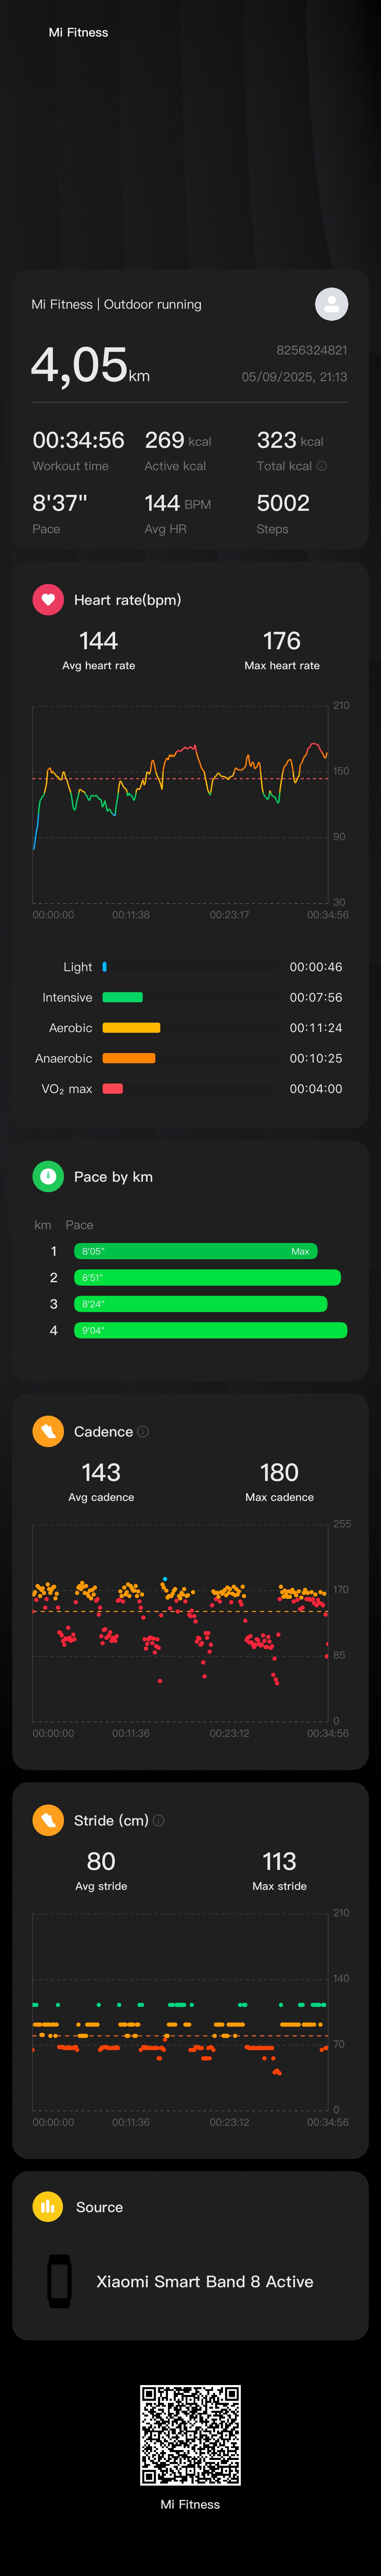 Mi Fitness
Mi Fitness | Outdoor running
4,05km
8256324821
05/09/2025, 21:13
00:34:56 269 kcal 323 kcal
Workout time Active kcal Total kcal
8'37" 144 BPM 5002
Pace Avg HR Steps
Heart rate(bpm)
144 176
Avg heart rate Max heart rate
210
150
90
30
00:00:00 00:11:38 00:23:17 00:34:56
Light 00:00:46
Intensive 00:07:56
Aerobic 00:11:24
Anaerobic 00:10:25
VO₂ max 00:04:00
Pace by km
km Pace
1 8'05" Max
2 8'51"
3 8'24"
4 9'04"
Cadence
143 180
Avg cadence Max cadence
255
170
85
0
00:00:00 00:11:36 00:23:12 00:34:56
Stride (cm)
80 113
Avg stride Max stride
210
140
70
0
00:00:00 00:11:36 00:23:12 00:34:56
Source
Xiaomi Smart Band 8 Active
Mi Fitness